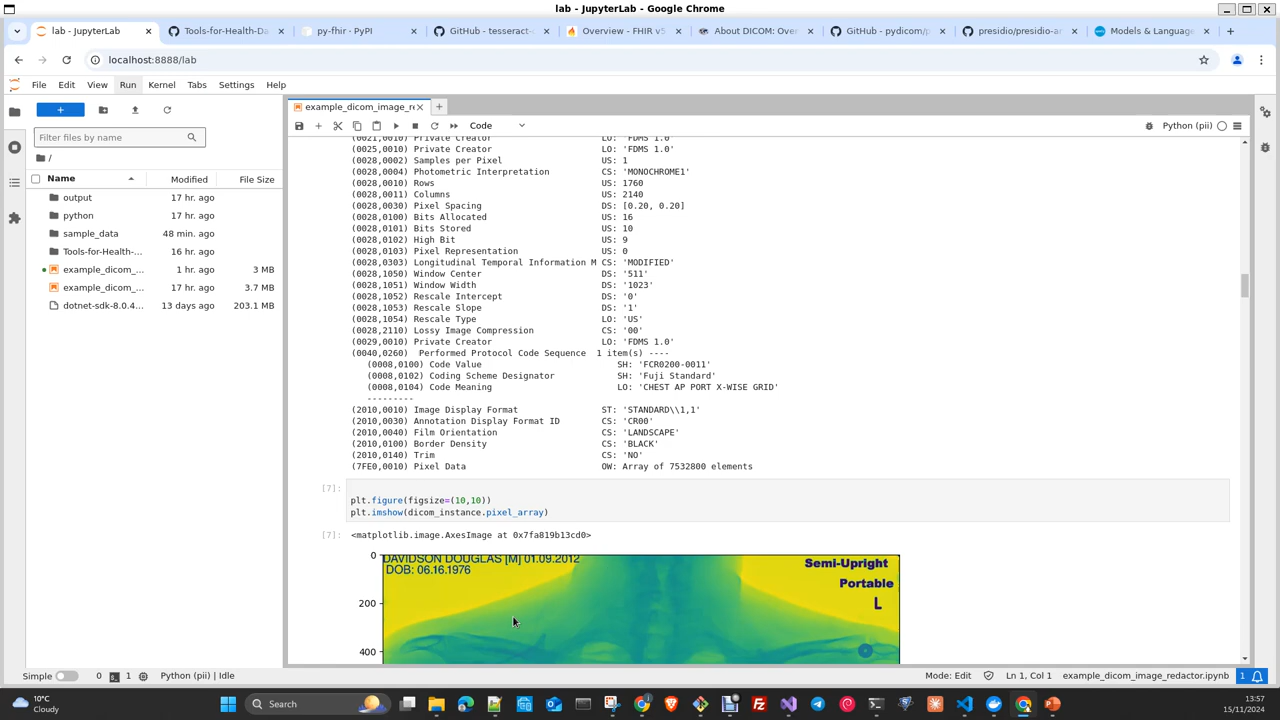 lab - JupyterLab - Google Chrome
lab - JupyterLab
Tools-for-Health-Da
py-fhir · PyPI
GitHub - tesseract-
Overview - FHIR v5
About DICOM: Over
GitHub - pydicom/p
presidio/presidio-ar
Models & Language
localhost:8888/lab
File Edit View Run Kernel Tabs Settings Help
example_dicom_image_re
Filter files by name
Code
Python (pii)
/
Name Modified File Size
output 17 hr. ago
python 17 hr. ago
sample_data 48 min. ago
Tools-for-Health-... 16 hr. ago
example_dicom_... 1 hr. ago 3 MB
example_dicom_... 17 hr. ago 3.7 MB
dotnet-sdk-8.0.4... 13 days ago 203.1 MB
(0021,0010) Private Creator LO: 'FDMS 1.0'
(0025,0010) Private Creator LO: 'FDMS 1.0'
(0028,0002) Samples per Pixel US: 1
(0028,0004) Photometric Interpretation CS: 'MONOCHROME1'
(0028,0010) Rows US: 1760
(0028,0011) Columns US: 2140
(0028,0030) Pixel Spacing DS: [0.20, 0.20]
(0028,0100) Bits Allocated US: 16
(0028,0101) Bits Stored US: 10
(0028,0102) High Bit US: 9
(0028,0103) Pixel Representation US: 0
(0028,0303) Longitudinal Temporal Information M CS: 'MODIFIED'
(0028,1050) Window Center DS: '511'
(0028,1051) Window Width DS: '1023'
(0028,1052) Rescale Intercept DS: '0'
(0028,1053) Rescale Slope DS: '1'
(0028,1054) Rescale Type LO: 'US'
(0028,2110) Lossy Image Compression CS: '00'
(0029,0010) Private Creator LO: 'FDMS 1.0'
(0040,0260) Performed Protocol Code Sequence 1 item(s) ----
(0008,0100) Code Value SH: 'FCR0200-0011'
(0008,0102) Coding Scheme Designator SH: 'Fuji Standard'
(0008,0104) Code Meaning LO: 'CHEST AP PORT X-WISE GRID'
---------
(2010,0010) Image Display Format ST: 'STANDARD\\1,1'
(2010,0030) Annotation Display Format ID CS: 'CR00'
(2010,0040) Film Orientation CS: 'LANDSCAPE'
(2010,0100) Border Density CS: 'BLACK'
(2010,0140) Trim CS: 'NO'
(7FE0,0010) Pixel Data OW: Array of 7532800 elements
[7]:
plt.figure(figsize=(10,10))
plt.imshow(dicom_instance.pixel_array)
[7]: <matplotlib.image.AxesImage at 0x7fa819b13cd0>
0
DAVIDSON DOUGLAS [M] 01.09.2012
DOB: 06.16.1976
Semi-Upright
Portable
L
200
400
Simple 0 1 Python (pii) | Idle
Mode: Edit Ln 1, Col 1 example_dicom_image_redactor.ipynb 1
10°C
Cloudy
Search
13:57
15/11/2024